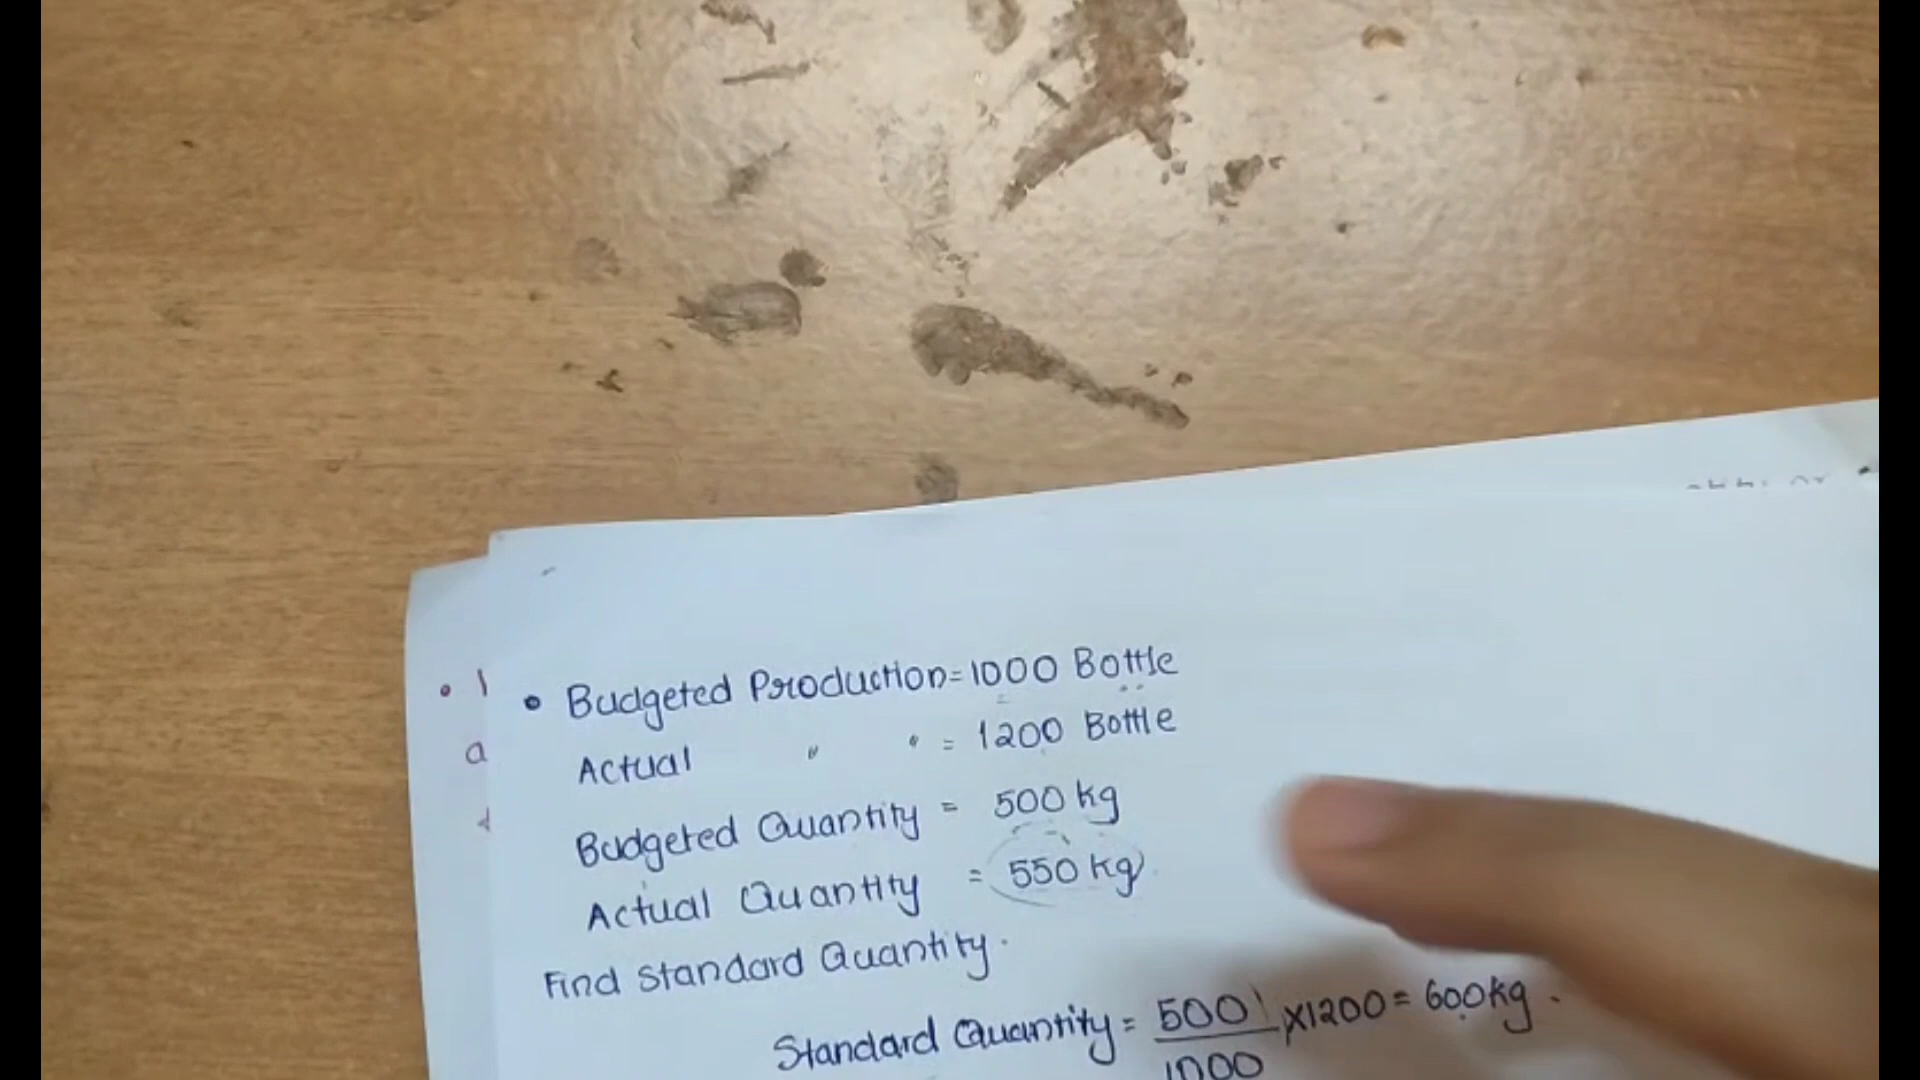 • Budgeted Production = 1000 Bottle
Actual " " = 1200 Bottle
Budgeted Quantity = 500 kg
Actual Quantity = 550 kg
Find Standard Quantity.
Standard Quantity = 500/1000 x1200 = 600kg.
a